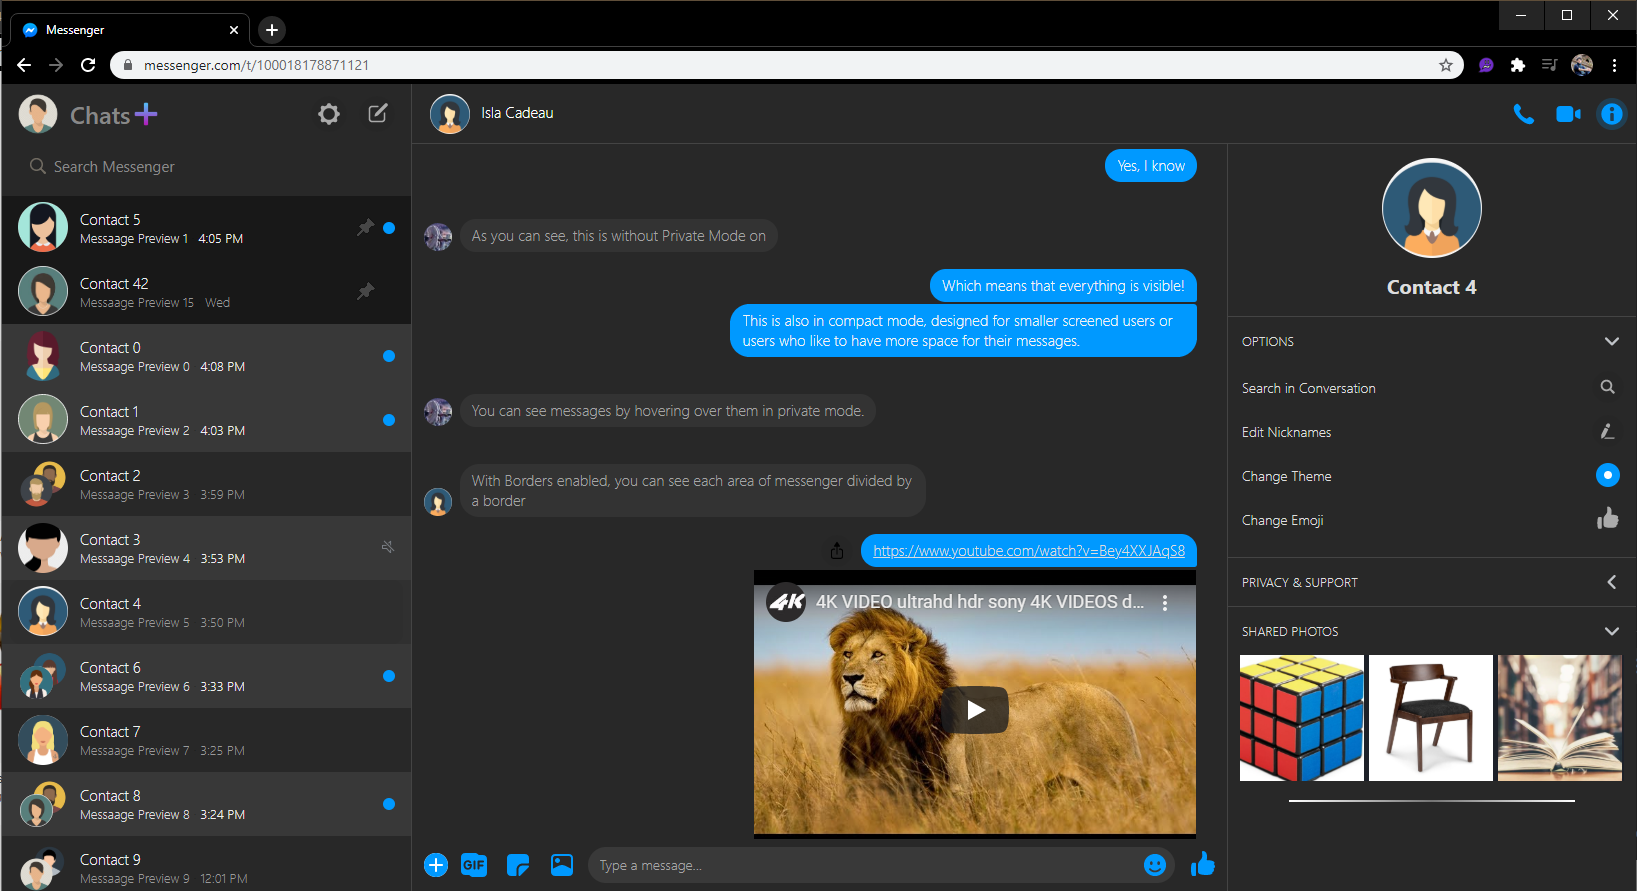 Messenger
messenger.com/t/100018178871121
Chats
Search Messenger
Contact 5
Messaage Preview 1 4:05 PM
Contact 42
Messaage Preview 15 Wed
Contact 0
Messaage Preview 0 4:08 PM
Contact 1
Messaage Preview 2 4:03 PM
Contact 2
Messaage Preview 3 3:59 PM
Contact 3
Messaage Preview 4 3:53 PM
Contact 4
Messaage Preview 5 3:50 PM
Contact 6
Messaage Preview 6 3:33 PM
Contact 7
Messaage Preview 7 3:25 PM
Contact 8
Messaage Preview 8 3:24 PM
Contact 9
Messaage Preview 9 12:01 PM
Isla Cadeau
Yes, I know
As you can see, this is without Private Mode on
Which means that everything is visible!
This is also in compact mode, designed for smaller screened users or
users who like to have more space for their messages.
You can see messages by hovering over them in private mode.
With Borders enabled, you can see each area of messenger divided by
a border
https://www.youtube.com/watch?v=Bey4XXJAqS8
4K 4K VIDEO ultrahd hdr sony 4K VIDEOS d...
GIF
Type a message...
Contact 4
OPTIONS
Search in Conversation
Edit Nicknames
Change Theme
Change Emoji
PRIVACY & SUPPORT
SHARED PHOTOS